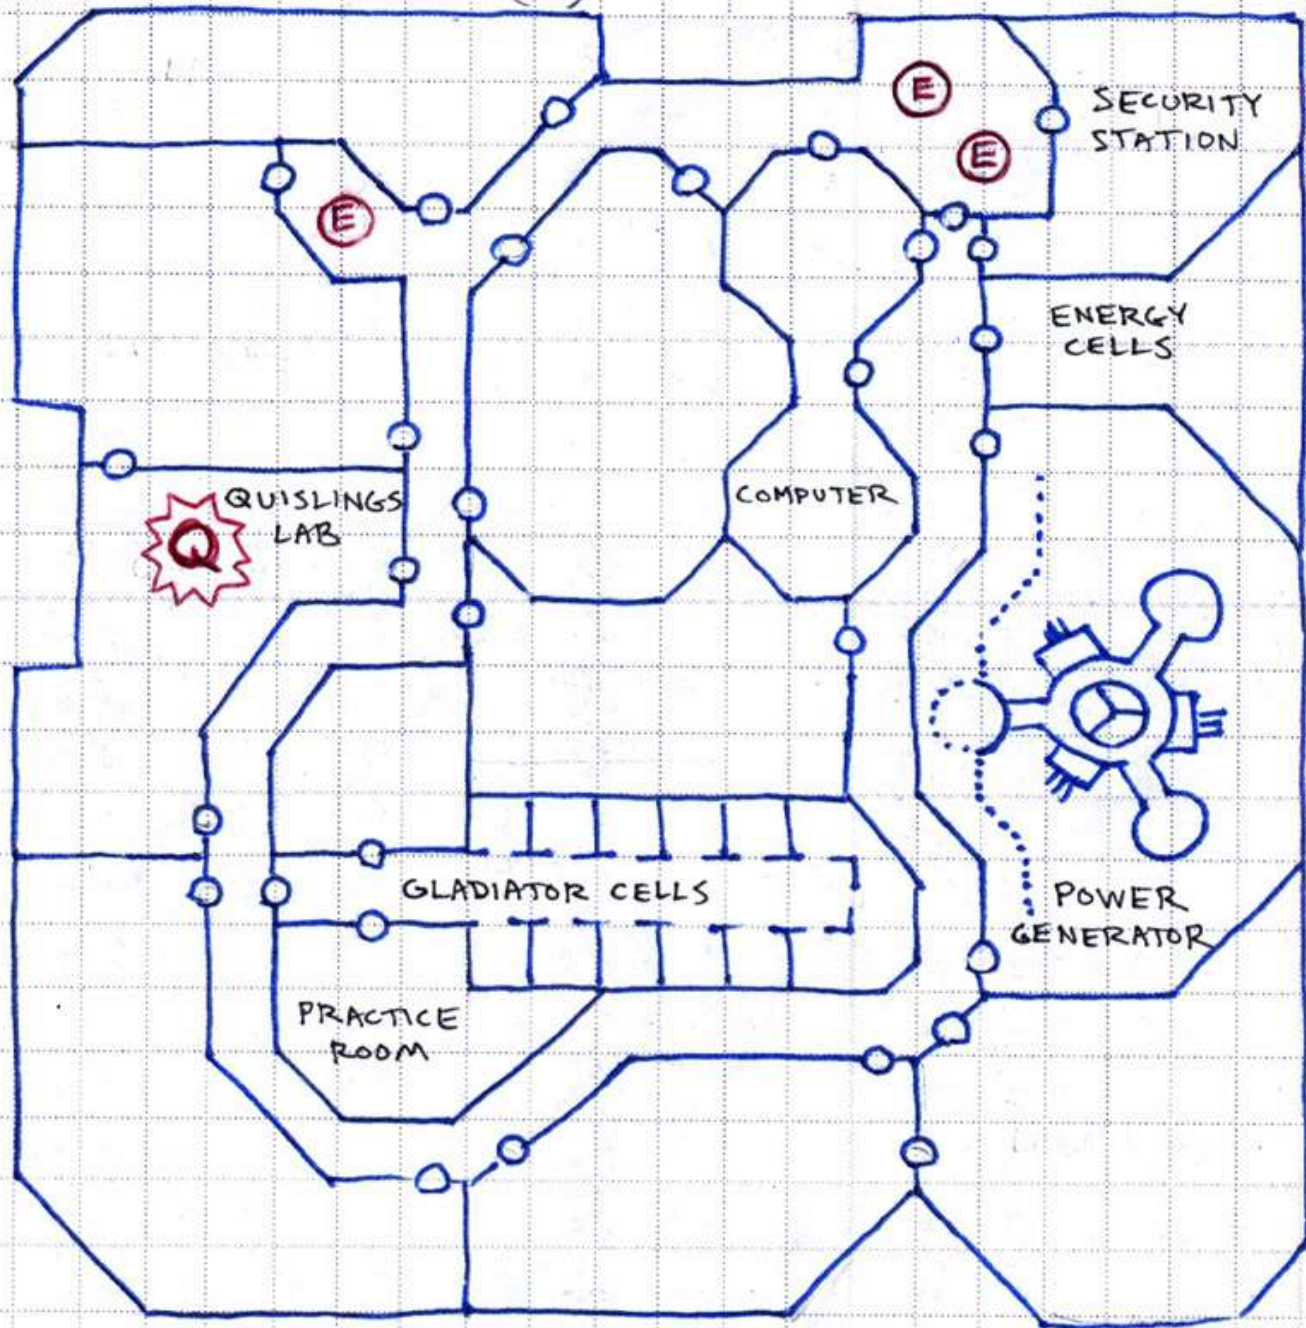 E
E
SECURITY
STATION
E
ENERGY
CELLS
QUISLINGS
LAB
Q
COMPUTER
GLADIATOR CELLS
POWER
GENERATOR
PRACTICE
ROOM